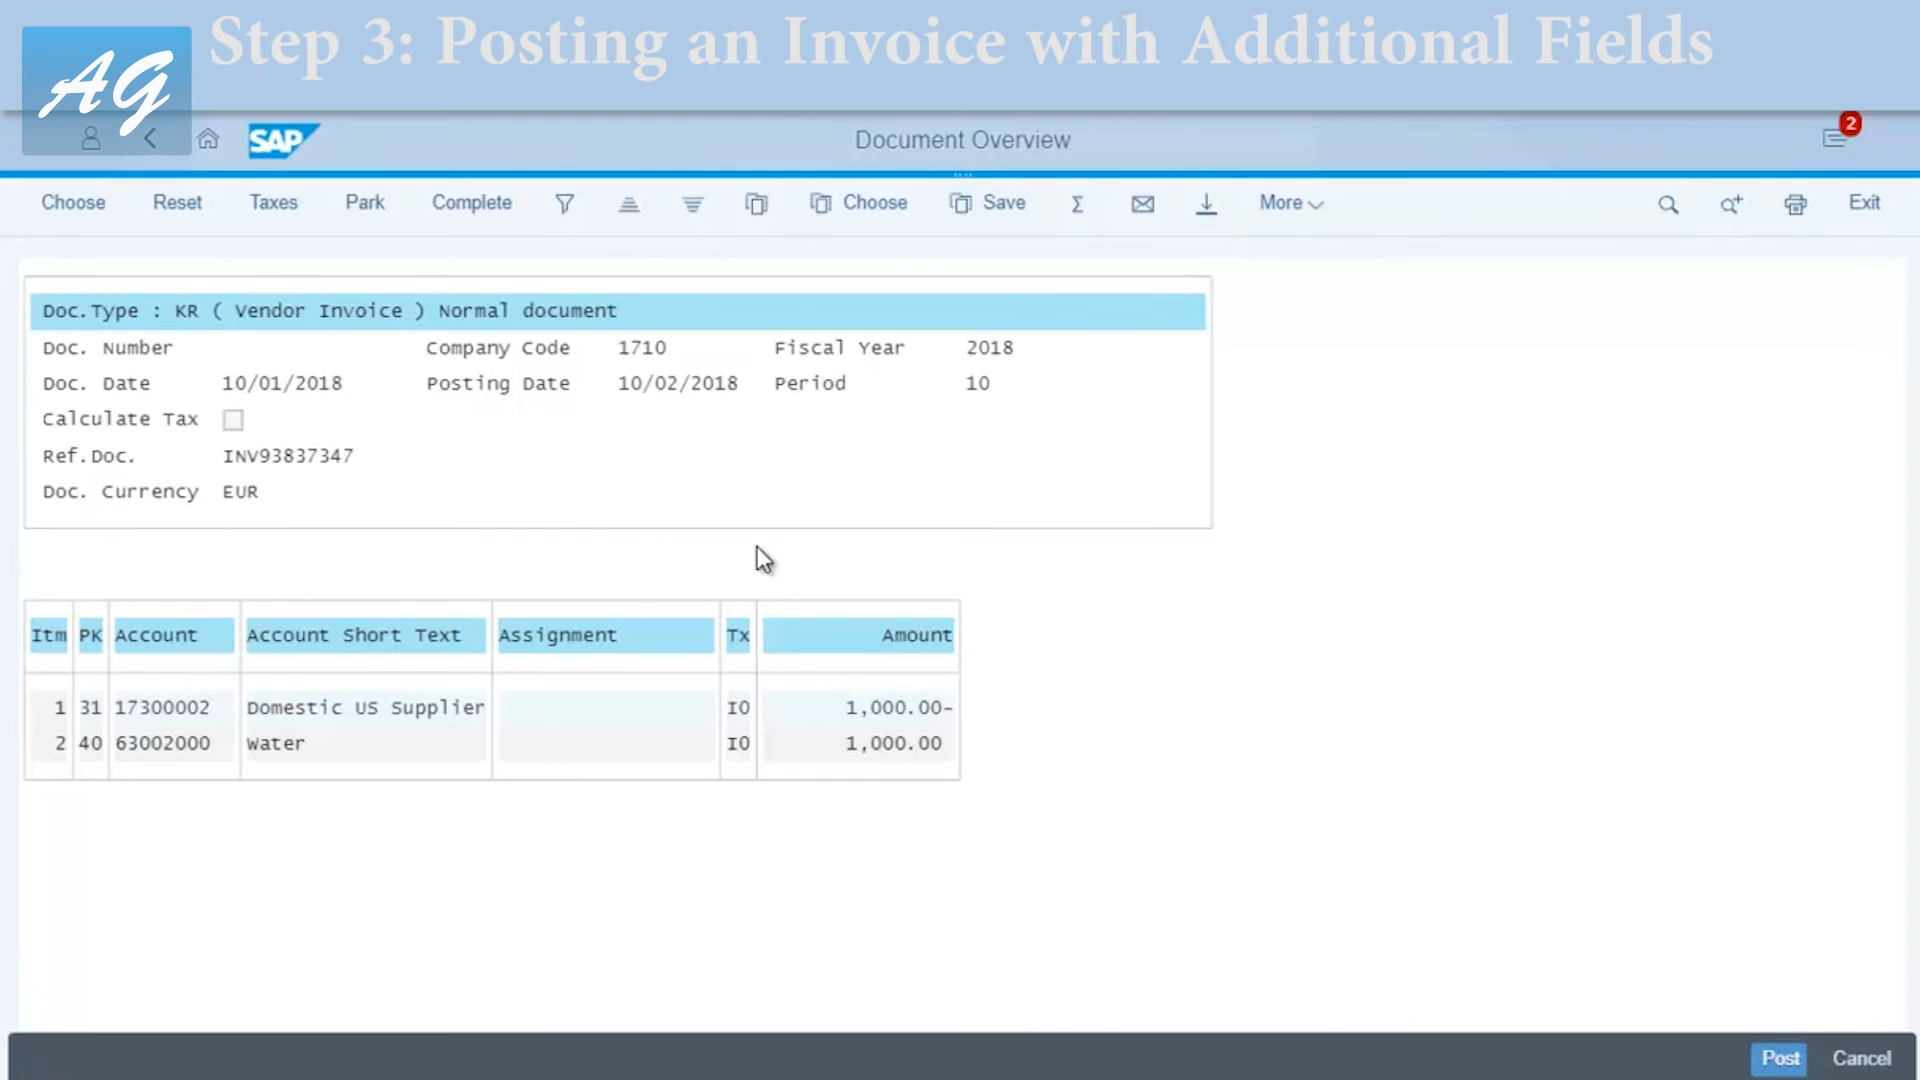 Step 3: Posting an Invoice with Additional Fields
AG
SAP
Document Overview
2
Choose Reset Taxes Park Complete Choose Save Σ More Exit
Doc.Type : KR ( Vendor Invoice ) Normal document
Doc. Number Company Code 1710 Fiscal Year 2018
Doc. Date 10/01/2018 Posting Date 10/02/2018 Period 10
Calculate Tax
Ref.Doc. INV93837347
Doc. Currency EUR
Itm PK Account Account Short Text Assignment Tx Amount
1 31 17300002 Domestic US Supplier I0 1,000.00-
2 40 63002000 Water I0 1,000.00
Post Cancel